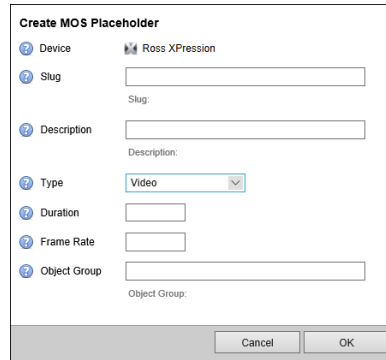 Create MOS Placeholder
? Device Ross XPression
? Slug
Slug:
? Description
Description:
? Type Video
? Duration
? Frame Rate
? Object Group
Object Group:
Cancel OK